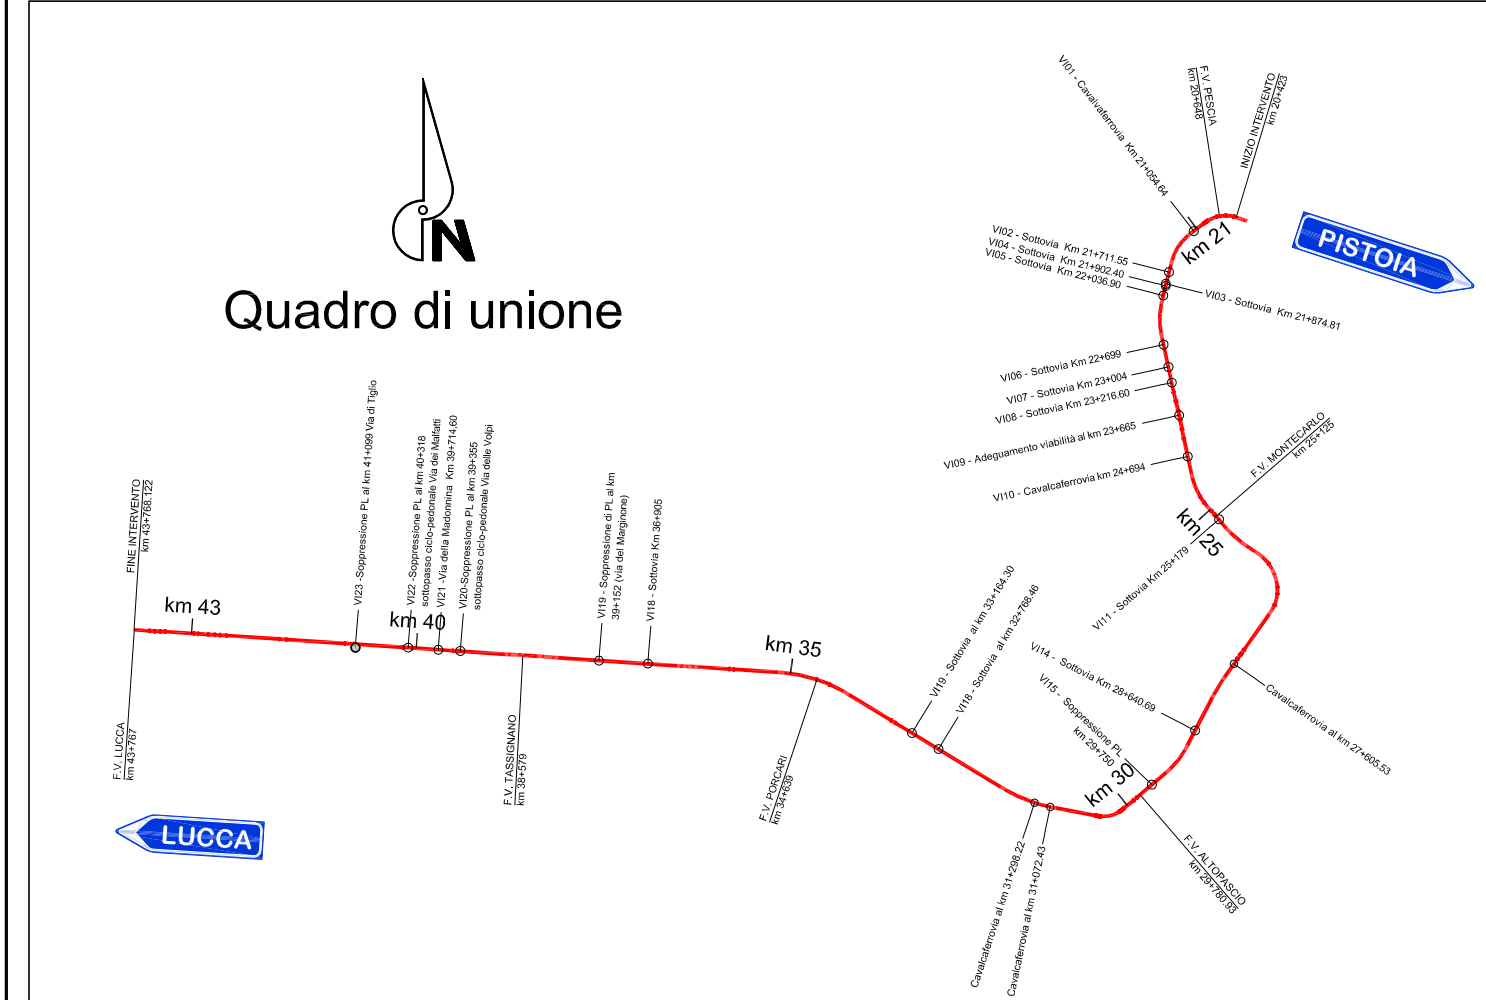 N
Quadro di unione
PISTOIA
LUCCA
INIZIO INTERVENTO
km 20+423
F.V. PESCIA
km 20+648
VI01 - Cavalvaferrovia Km 21+054.64
km 21
VI02 - Sottovia Km 21+711.55
VI04 - Sottovia Km 21+902.40
VI05 - Sottovia Km 22+036.90
VI03 - Sottovia Km 21+874.81
VI06 - Sottovia Km 22+699
VI07 - Sottovia Km 23+004
VI08 - Sottovia Km 23+216.60
VI09 - Adeguamento viabilità al km 23+665
VI10 - Cavalcaferrovia km 24+694
F.V. MONTECARLO
km 25+125
km 25
VI11 - Sottovia Km 25+179
Cavalcaferrovia al km 27+605.53
VI14 - Sottovia Km 28+640.69
VI15 - Soppressione PL
km 29+750
km 30
F.V. ALTOPASCIO
km 29+780.93
Cavalcaferrovia al km 31+072.43
Cavalcaferrovia al km 31+298.22
VI18 - Sottovia al km 32+768.46
VI19 - Sottovia al km 33+164.30
F.V. PORCARI
km 34+639
km 35
VI18 - Sottovia Km 36+905
VI19 - Soppressione di PL al km
39+152 (via del Marginone)
F.V. TASSIGNANO
km 38+579
VI20-Soppressione PL al km 39+355
sottopasso ciclo-pedonale Via delle Volpi
VI21 -Via della Madonnina Km 39+714,60
km 40
VI22 -Soppressione PL al km 40+318
sottopasso ciclo-pedonale Via dei Malfatti
VI23 -Soppressione PL al km 41+099 Via di Tiglio
km 43
FINE INTERVENTO
km 43+768.122
F.V. LUCCA
km 43+767